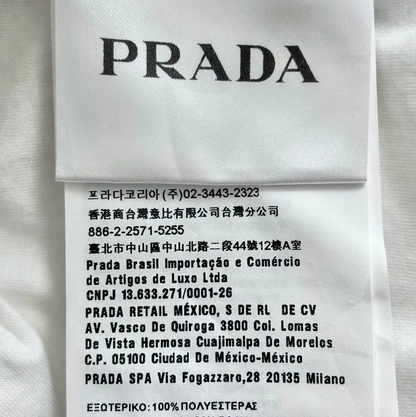 PRADA
프라다코리아(주)02-3443-2323
香港商台灣意比有限公司台灣分公司
886-2-2571-5255
臺北市中山區中山北路二段44號12樓A室
Prada Brasil Importação e Comércio
de Artigos de Luxo Ltda
CNPJ 13.633.271/0001-26
PRADA RETAIL MÉXICO, S DE RL DE CV
AV. Vasco De Quiroga 3800 Col. Lomas
De Vista Hermosa Cuajimalpa De Morelos
C.P. 05100 Ciudad De México-México
PRADA SPA Via Fogazzaro,28 20135 Milano
ΕΞΩΤΕΡΙΚΟ: 100% ΠΟΛΥΕΣΤΕΡΑΣ